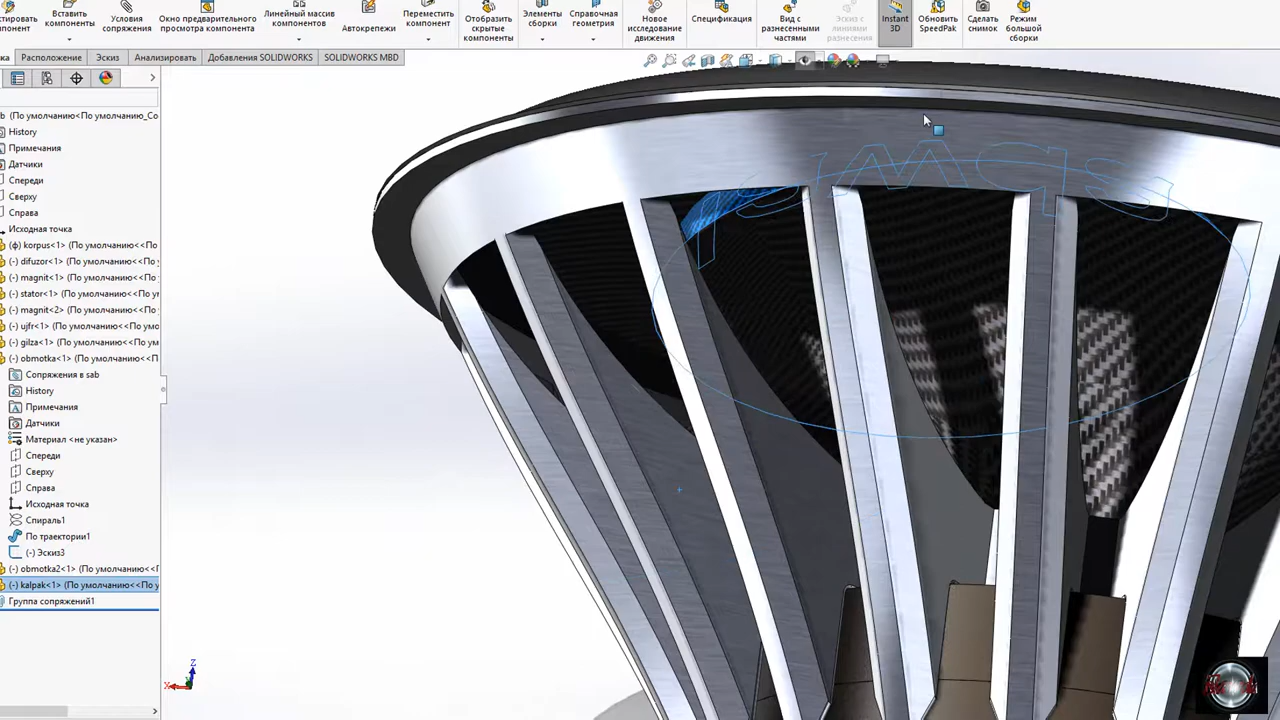 Вставить компоненты
Условия сопряжения
Окно предварительного просмотра компонента
Линейный массив компонентов
Автокрепежи
Переместить компонент
Отобразить скрытые компоненты
Элементы сборки
Справочная геометрия
Новое исследование движения
Спецификация
Вид с разнесенными частями
Эскиз с линиями разнесения
Instant 3D
Обновить SpeedPak
Сделать снимок
Режим большой сборки
Расположение
Эскиз
Анализировать
Добавления SOLIDWORKS
SOLIDWORKS MBD
b (По умолчанию<По умолчанию_Со
History
Примечания
Датчики
Спереди
Сверху
Справа
Исходная точка
(ф) korpus<1> (По умолчанию<<По
(-) difuzor<1> (По умолчанию<<По
(-) magnit<1> (По умолчанию<<По
(-) stator<1> (По умолчанию<<По
(-) magnit<2> (По умолчанию<<По
(-) ujfr<1> (По умолчанию<<По
(-) gilza<1> (По умолчанию<<По
(-) obmotka<1> (По умолчанию<<По
Сопряжения в sab
History
Примечания
Датчики
Материал <не указан>
Спереди
Сверху
Справа
Исходная точка
Спираль1
По траектории1
(-) Эскиз3
(-) obmotka2<1> (По умолчанию<<П
(-) kalpak<1> (По умолчанию<<По у
Группа сопряжений1
Z
X